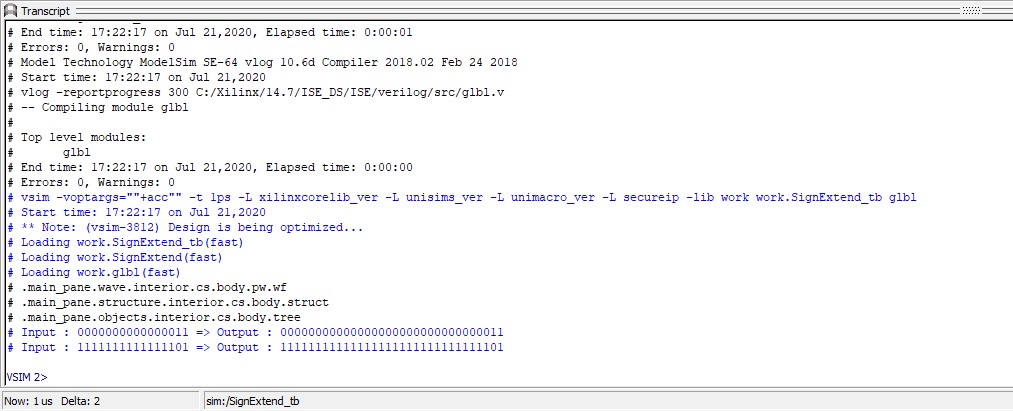 Transcript
# End time: 17:22:17 on Jul 21,2020, Elapsed time: 0:00:01
# Errors: 0, Warnings: 0
# Model Technology ModelSim SE-64 vlog 10.6d Compiler 2018.02 Feb 24 2018
# Start time: 17:22:17 on Jul 21,2020
# vlog -reportprogress 300 C:/Xilinx/14.7/ISE_DS/ISE/verilog/src/glbl.v
# -- Compiling module glbl
#
# Top level modules:
# glbl
# End time: 17:22:17 on Jul 21,2020, Elapsed time: 0:00:00
# Errors: 0, Warnings: 0
# vsim -voptargs=""+acc"" -t 1ps -L xilinxcorelib_ver -L unisims_ver -L unimacro_ver -L secureip -lib work work.SignExtend_tb glbl
# Start time: 17:22:17 on Jul 21,2020
# ** Note: (vsim-3812) Design is being optimized...
# Loading work.SignExtend_tb(fast)
# Loading work.SignExtend(fast)
# Loading work.glbl(fast)
# .main_pane.wave.interior.cs.body.pw.wf
# .main_pane.structure.interior.cs.body.struct
# .main_pane.objects.interior.cs.body.tree
# Input : 0000000000000011 => Output : 00000000000000000000000000000011
# Input : 1111111111111101 => Output : 11111111111111111111111111111101
VSIM 2>
Now: 1 us Delta: 2 sim:/SignExtend_tb